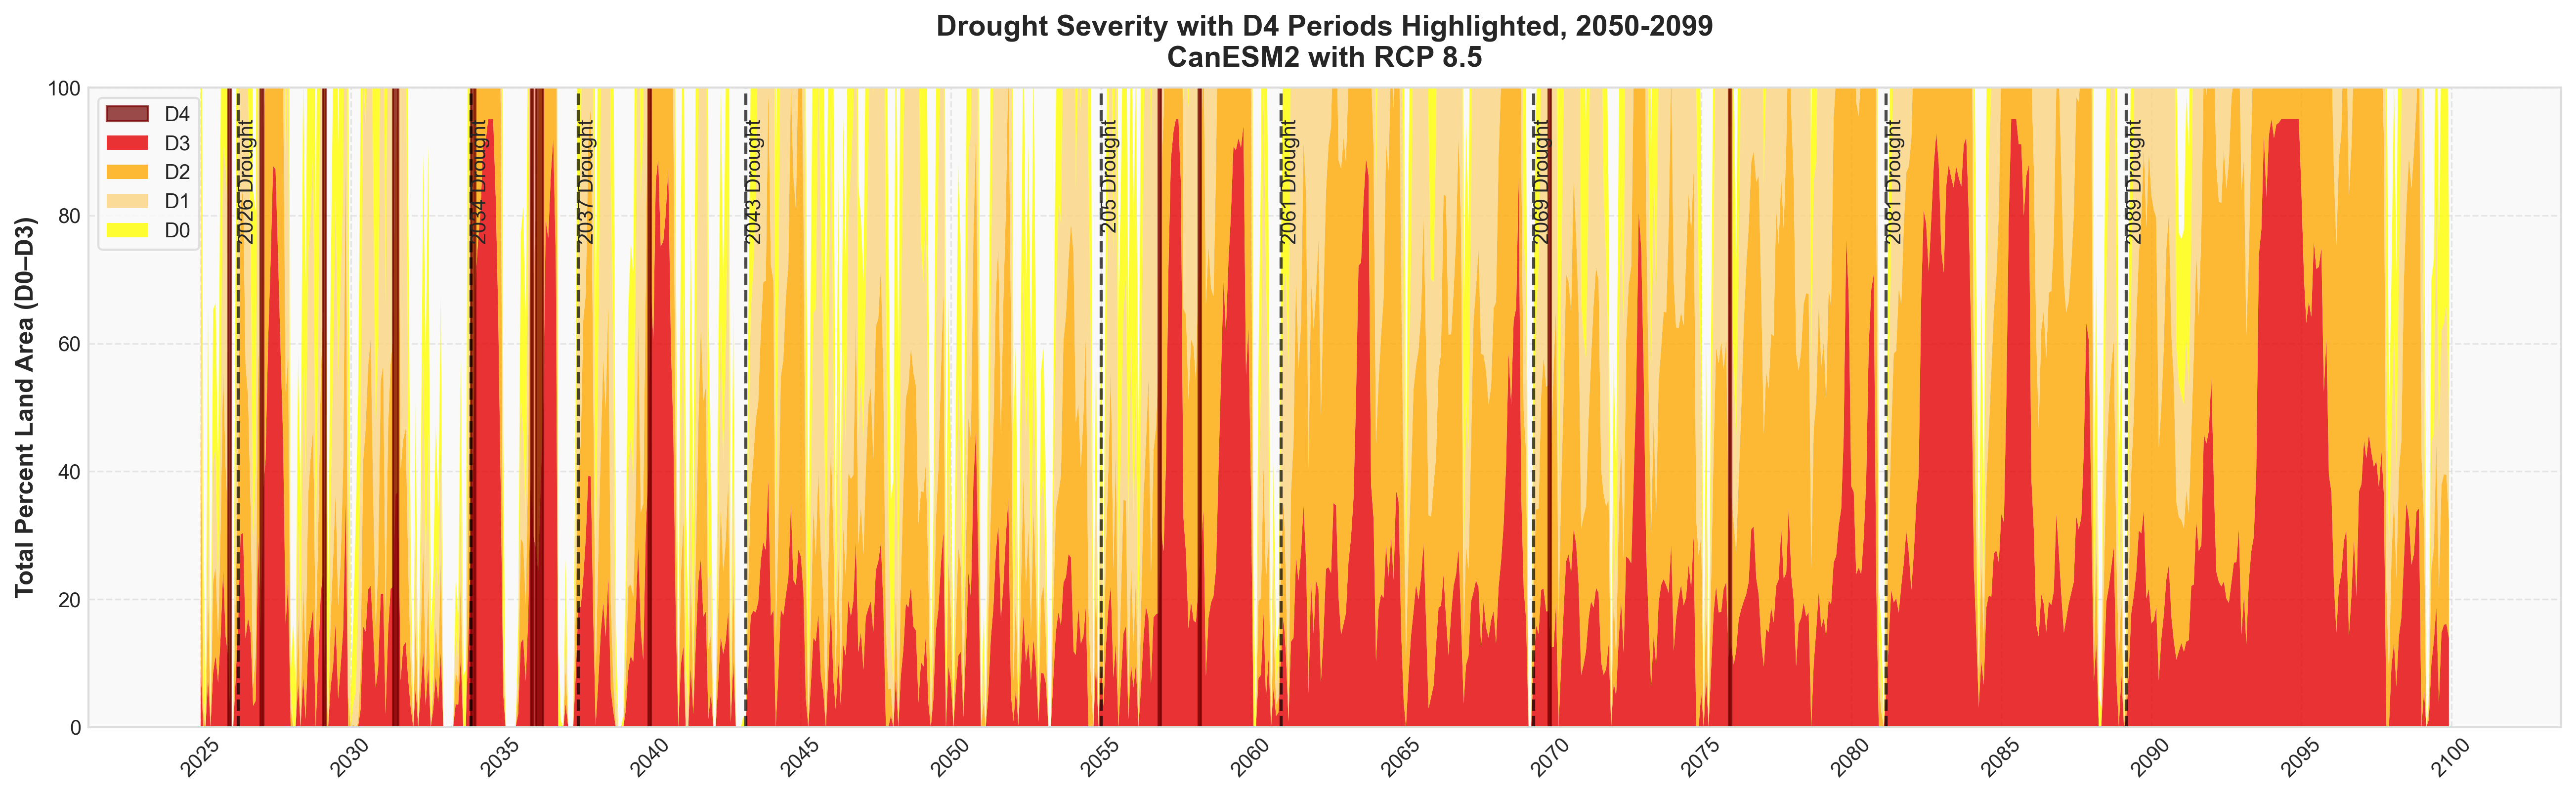 Drought Severity with D4 Periods Highlighted, 2050-2099
CanESM2 with RCP 8.5
Total Percent Land Area (D0–D3)
100
80
60
40
20
0
D4
D3
D2
D1
D0
2026 Drought
2034 Drought
2037 Drought
2043 Drought
205 Drought
2061 Drought
2069 Drought
2081 Drought
2089 Drought
2025
2030
2035
2040
2045
2050
2055
2060
2065
2070
2075
2080
2085
2090
2095
2100